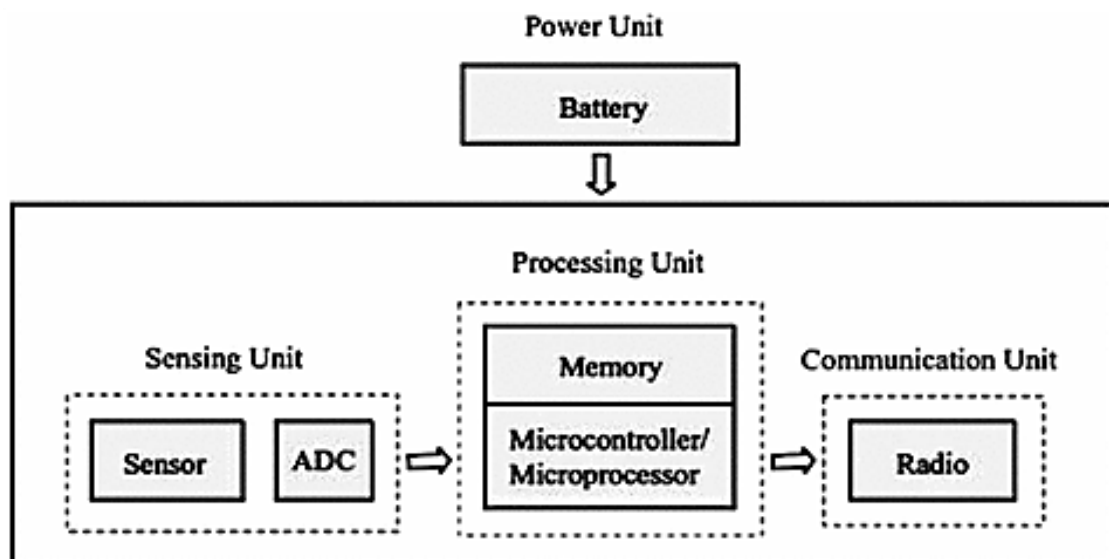 Power Unit
Battery
Processing Unit
Sensing Unit
Memory
Communication Unit
Sensor
ADC
Microcontroller/
Microprocessor
Radio